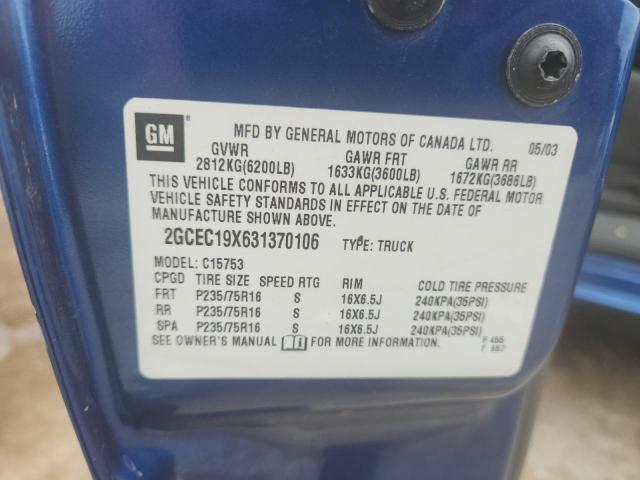 GM
MFD BY GENERAL MOTORS OF CANADA LTD. 05/03
GVWR GAWR FRT GAWR RR
2812KG(6200LB) 1633KG(3600LB) 1672KG(3686LB)
THIS VEHICLE CONFORMS TO ALL APPLICABLE U.S. FEDERAL MOTOR
VEHICLE SAFETY STANDARDS IN EFFECT ON THE DATE OF
MANUFACTURE SHOWN ABOVE.
2GCEC19X631370106 TYPE: TRUCK
MODEL: C15753
CPGD TIRE SIZE SPEED RTG RIM COLD TIRE PRESSURE
FRT P235/75R16 S 16X6.5J 240KPA(35PSI)
RR P235/75R16 S 16X6.5J 240KPA(35PSI)
SPA P235/75R16 S 16X6.5J 240KPA(35PSI)
SEE OWNER'S MANUAL FOR MORE INFORMATION.